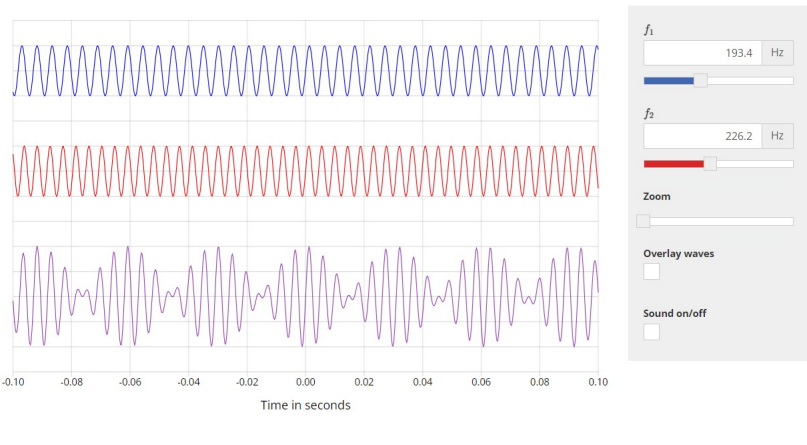 f₁
193.4 Hz
f₂
226.2 Hz
Zoom
Overlay waves
Sound on/off
-0.10 -0.08 -0.06 -0.04 -0.02 0.00 0.02 0.04 0.06 0.08 0.10
Time in seconds